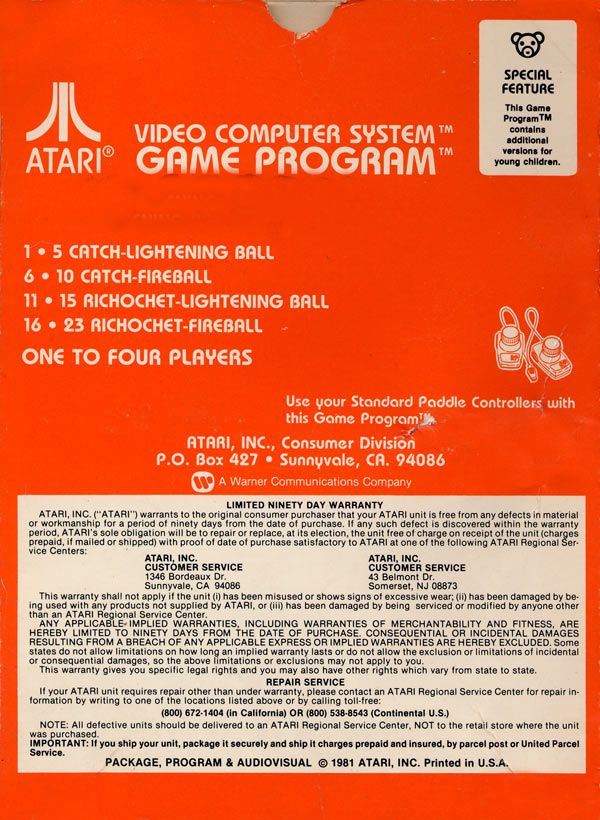 SPECIAL
FEATURE
This Game
Program™
contains
additional
versions for
young children.
ATARI®
VIDEO COMPUTER SYSTEM™
GAME PROGRAM™
1 • 5 CATCH-LIGHTENING BALL
6 • 10 CATCH-FIREBALL
11 • 15 RICHOCHET-LIGHTENING BALL
16 • 23 RICHOCHET-FIREBALL
ONE TO FOUR PLAYERS
Use your Standard Paddle Controllers with
this Game Program™.
ATARI, INC., Consumer Division
P.O. Box 427 • Sunnyvale, CA. 94086
A Warner Communications Company
LIMITED NINETY DAY WARRANTY
ATARI, INC. ("ATARI") warrants to the original consumer purchaser that your ATARI unit is free from any defects in material
or workmanship for a period of ninety days from the date of purchase. If any such defect is discovered within the warranty
period, ATARI's sole obligation will be to repair or replace, at its election, the unit free of charge on receipt of the unit (charges
prepaid, if mailed or shipped) with proof of date of purchase satisfactory to ATARI at one of the following ATARI Regional Ser-
vice Centers:
ATARI, INC.
CUSTOMER SERVICE
1346 Bordeaux Dr.
Sunnyvale, CA 94086
ATARI, INC.
CUSTOMER SERVICE
43 Belmont Dr.
Somerset, NJ 08873
This warranty shall not apply if the unit (i) has been misused or shows signs of excessive wear; (ii) has been damaged by be-
ing used with any products not supplied by ATARI, or (iii) has been damaged by being serviced or modified by anyone other
than an ATARI Regional Service Center.
ANY APPLICABLE IMPLIED WARRANTIES, INCLUDING WARRANTIES OF MERCHANTABILITY AND FITNESS, ARE
HEREBY LIMITED TO NINETY DAYS FROM THE DATE OF PURCHASE. CONSEQUENTIAL OR INCIDENTAL DAMAGES
RESULTING FROM A BREACH OF ANY APPLICABLE EXPRESS OR IMPLIED WARRANTIES ARE HEREBY EXCLUDED. Some
states do not allow limitations on how long an implied warranty lasts or do not allow the exclusion or limitations of incidental
or consequential damages, so the above limitations or exclusions may not apply to you.
This warranty gives you specific legal rights and you may also have other rights which vary from state to state.
REPAIR SERVICE
If your ATARI unit requires repair other than under warranty, please contact an ATARI Regional Service Center for repair in-
formation by writing to one of the locations listed above or by calling toll-free:
(800) 672-1404 (in California) OR (800) 538-8543 (Continental U.S.)
NOTE: All defective units should be delivered to an ATARI Regional Service Center, NOT to the retail store where the unit
was purchased.
IMPORTANT: If you ship your unit, package it securely and ship it charges prepaid and insured, by parcel post or United Parcel
Service.
PACKAGE, PROGRAM & AUDIOVISUAL © 1981 ATARI, INC. Printed in U.S.A.